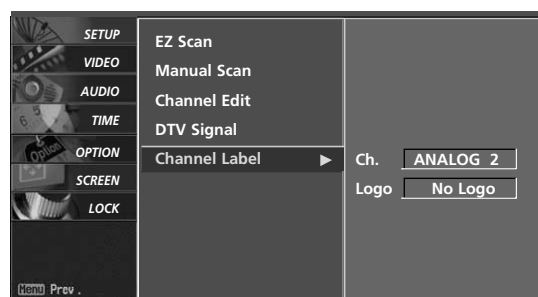 SETUP
VIDEO
AUDIO
TIME
OPTION
SCREEN
LOCK
Menu Prev .
EZ Scan
Manual Scan
Channel Edit
DTV Signal
Channel Label ▶
Ch. ANALOG 2
Logo No Logo